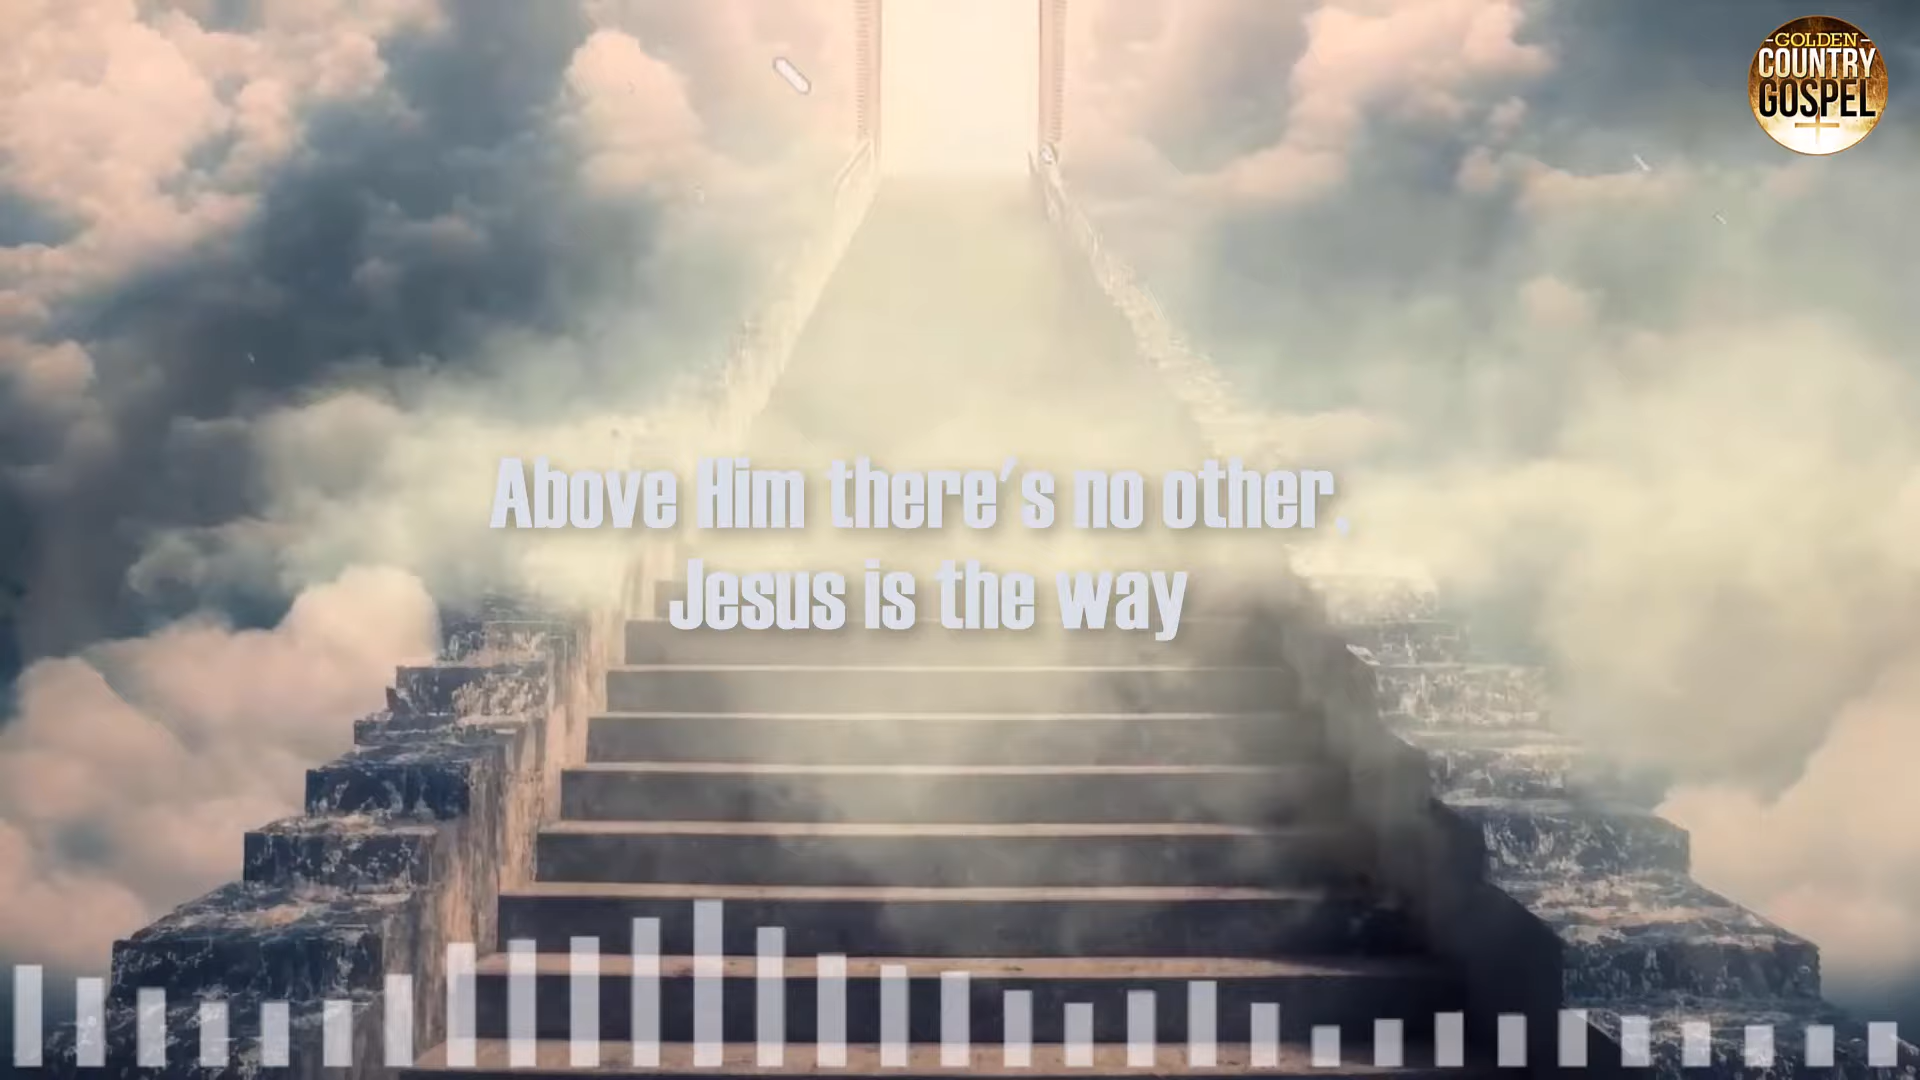 -GOLDEN-
COUNTRY
GOSPEL
Above Him there's no other,
Jesus is the way